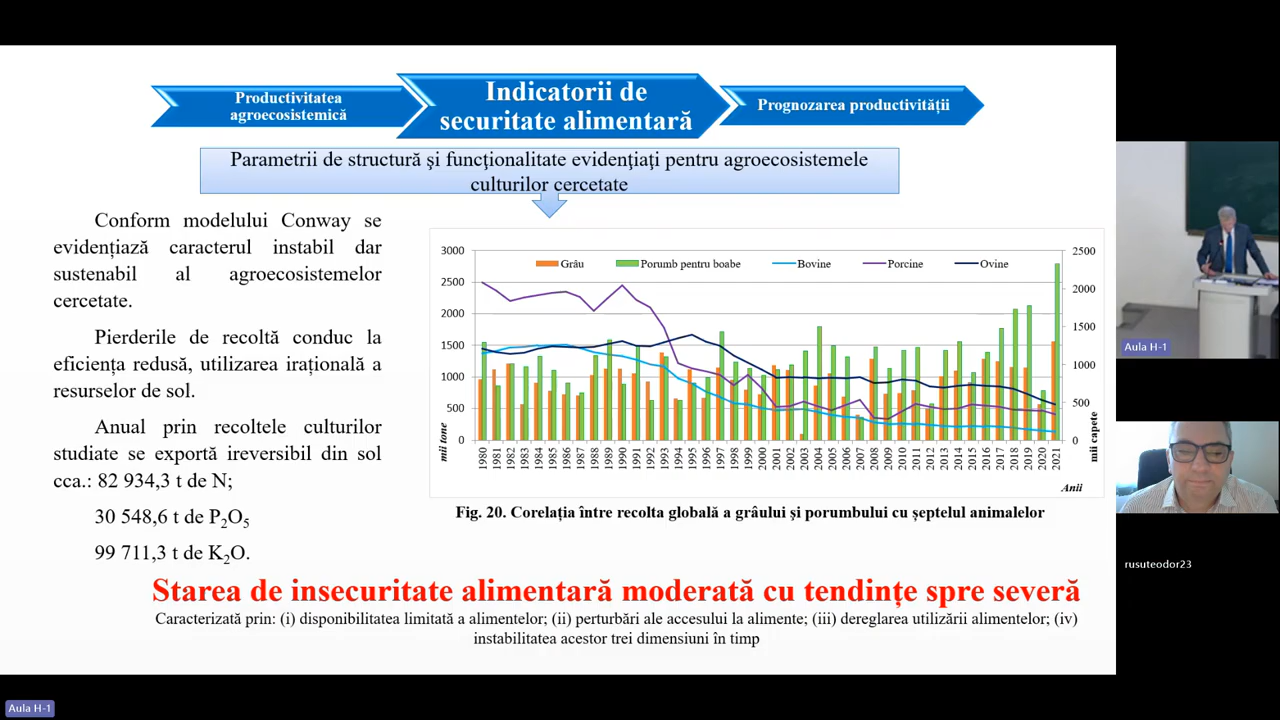 Productivitatea
agroecosistemică
Indicatorii de
securitate alimentară
Prognozarea productivității
Parametrii de structură şi funcţionalitate evidenţiaţi pentru agroecosistemele
culturilor cercetate
Conform modelului Conway se
evidențiază caracterul instabil dar
sustenabil al agroecosistemelor
cercetate.
Pierderile de recoltă conduc la
eficiența redusă, utilizarea irațională a
resurselor de sol.
Anual prin recoltele culturilor
studiate se exportă ireversibil din sol
cca.: 82 934,3 t de N;
30 548,6 t de P2O5
99 711,3 t de K2O.
3000
2500
2000
1500
1000
500
0
mii tone
Grâu
Porumb pentru boabe
Bovine
Porcine
Ovine
2500
2000
1500
1000
500
0
mii capete
1980
1981
1982
1983
1984
1985
1986
1987
1988
1989
1990
1991
1992
1993
1994
1995
1996
1997
1998
1999
2000
2001
2002
2003
2004
2005
2006
2007
2008
2009
2010
2011
2012
2013
2014
2015
2016
2017
2018
2019
2020
2021
Anii
Fig. 20. Corelația între recolta globală a grâului și porumbului cu șeptelul animalelor
Starea de insecuritate alimentară moderată cu tendințe spre severă
Caracterizată prin: (i) disponibilitatea limitată a alimentelor; (ii) perturbări ale accesului la alimente; (iii) dereglarea utilizării alimentelor; (iv)
instabilitatea acestor trei dimensiuni în timp
Aula H-1
rusuteodor23
Aula H-1